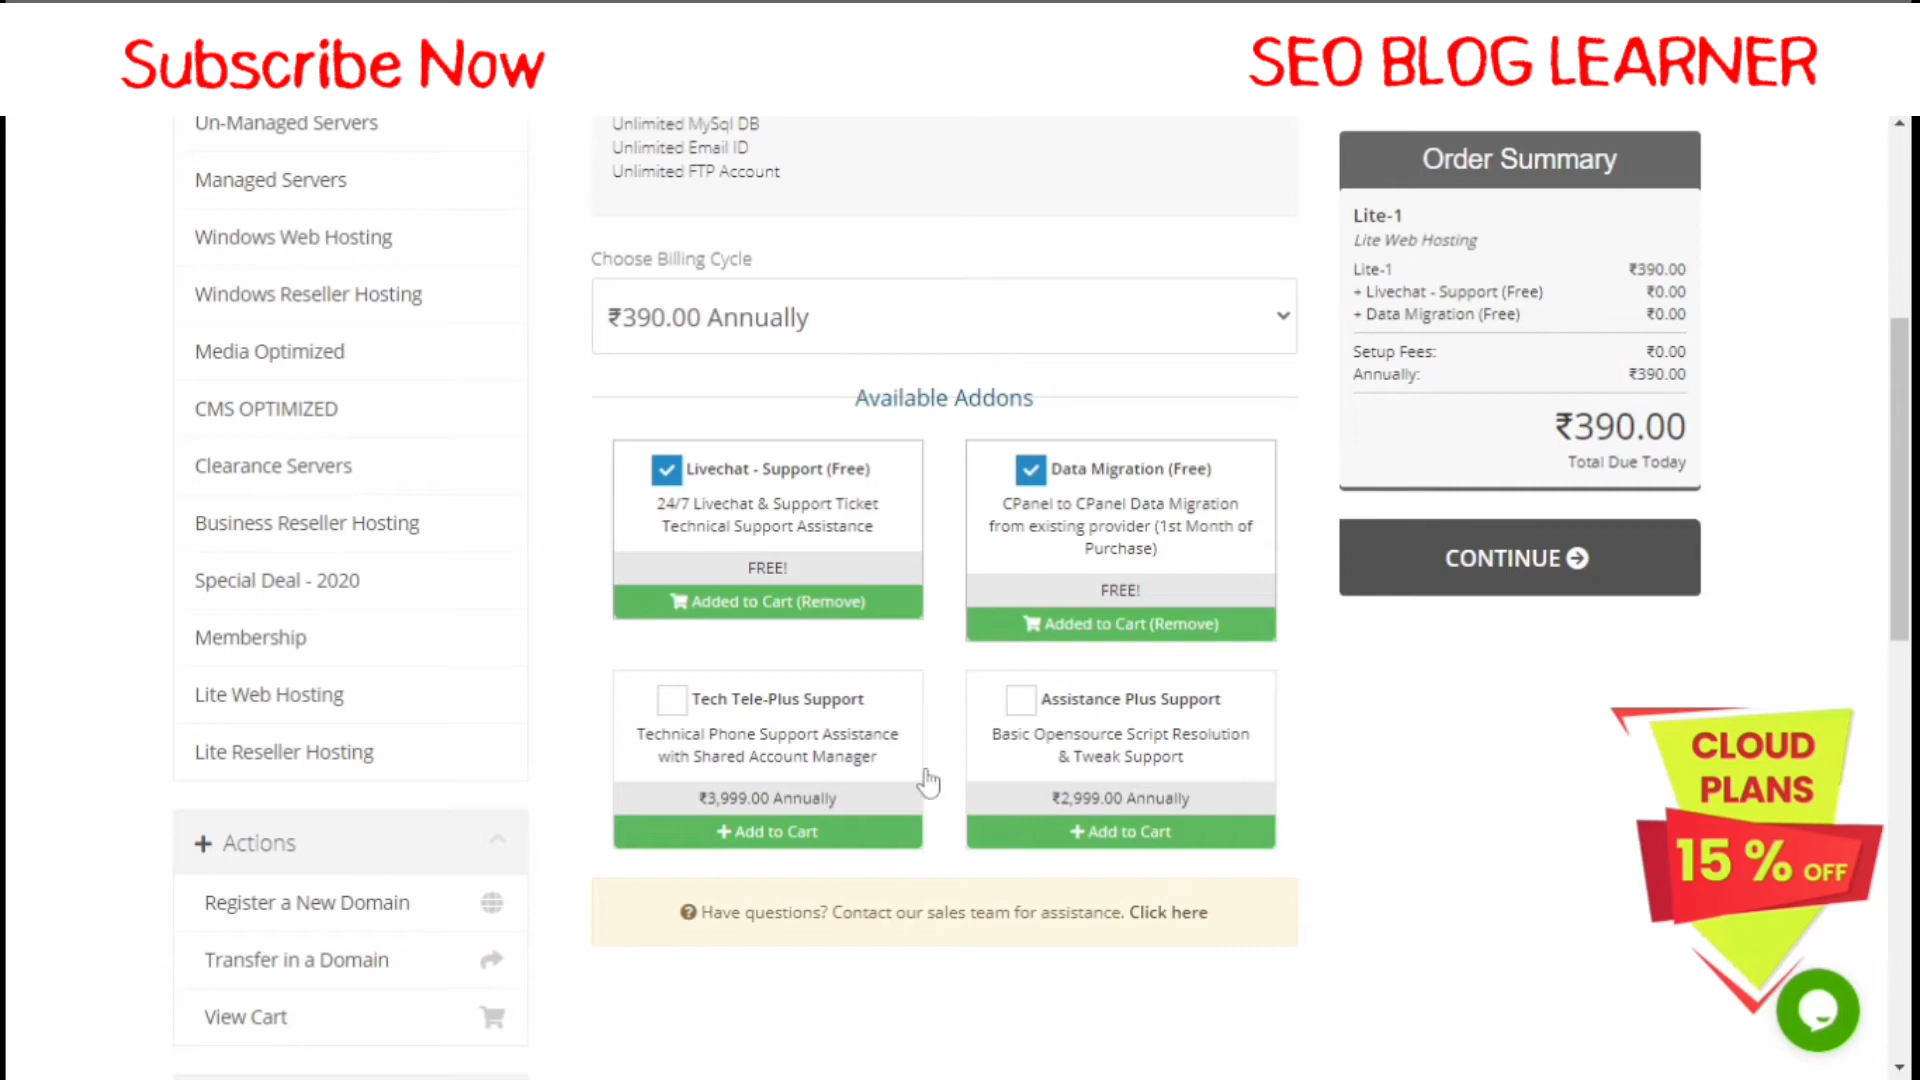 Subscribe Now
SEO BLOG LEARNER
Un-Managed Servers
Managed Servers
Windows Web Hosting
Windows Reseller Hosting
Media Optimized
CMS OPTIMIZED
Clearance Servers
Business Reseller Hosting
Special Deal - 2020
Membership
Lite Web Hosting
Lite Reseller Hosting
Actions
Register a New Domain
Transfer in a Domain
View Cart
Unlimited MySql DB
Unlimited Email ID
Unlimited FTP Account
Choose Billing Cycle
₹390.00 Annually
Available Addons
Livechat - Support (Free)
24/7 Livechat & Support Ticket
Technical Support Assistance
FREE!
Added to Cart (Remove)
Data Migration (Free)
CPanel to CPanel Data Migration
from existing provider (1st Month of
Purchase)
FREE!
Added to Cart (Remove)
Tech Tele-Plus Support
Technical Phone Support Assistance
with Shared Account Manager
₹3,999.00 Annually
+ Add to Cart
Assistance Plus Support
Basic Opensource Script Resolution
& Tweak Support
₹2,999.00 Annually
+ Add to Cart
Have questions? Contact our sales team for assistance. Click here
Order Summary
Lite-1
Lite Web Hosting
Lite-1 ₹390.00
+ Livechat - Support (Free) ₹0.00
+ Data Migration (Free) ₹0.00
Setup Fees: ₹0.00
Annually: ₹390.00
₹390.00
Total Due Today
CONTINUE
CLOUD
PLANS
15 % OFF